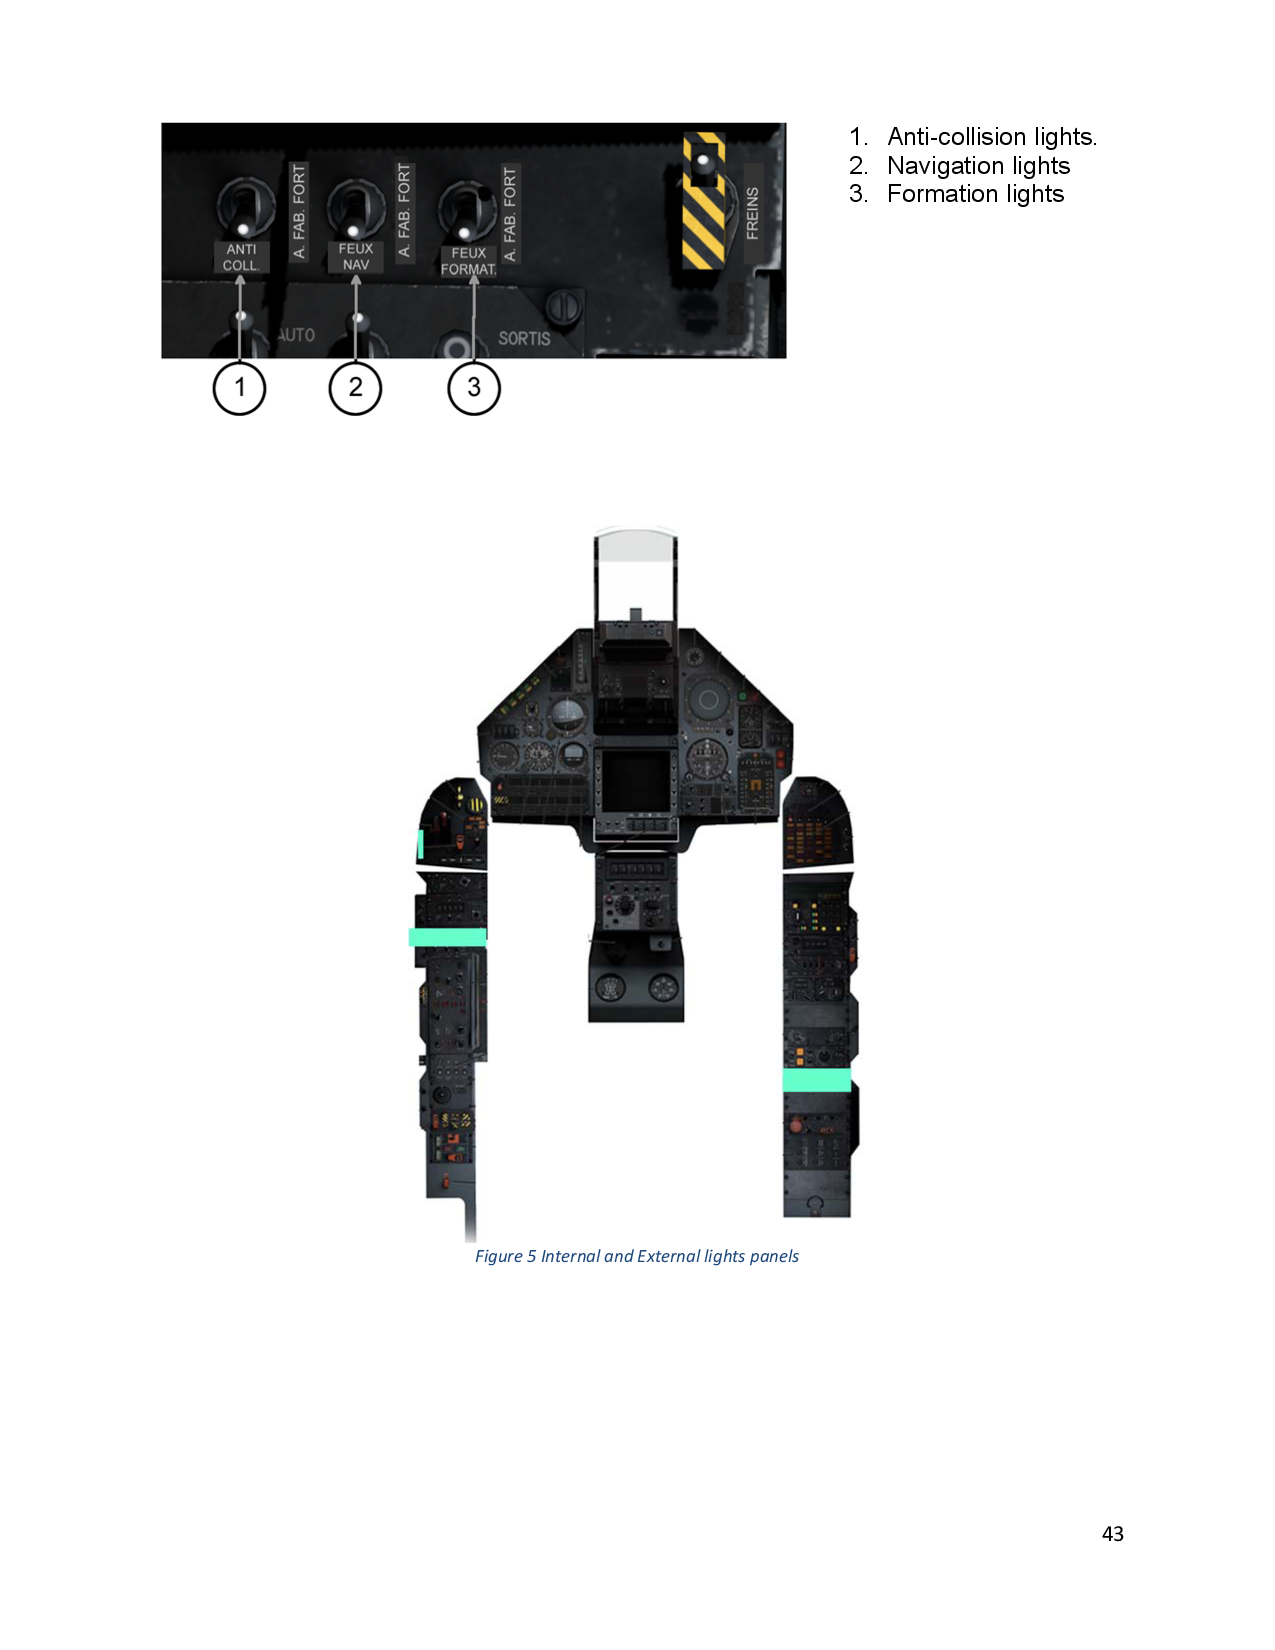 A. FAB. FORT
A. FAB. FORT
A. FAB. FORT
FREINS
ANTI
COLL.
FEUX
NAV
FEUX
FORMAT.
AUTO
SORTIS
1
2
3
1. Anti-collision lights.
2. Navigation lights
3. Formation lights
Figure 5 Internal and External lights panels
43